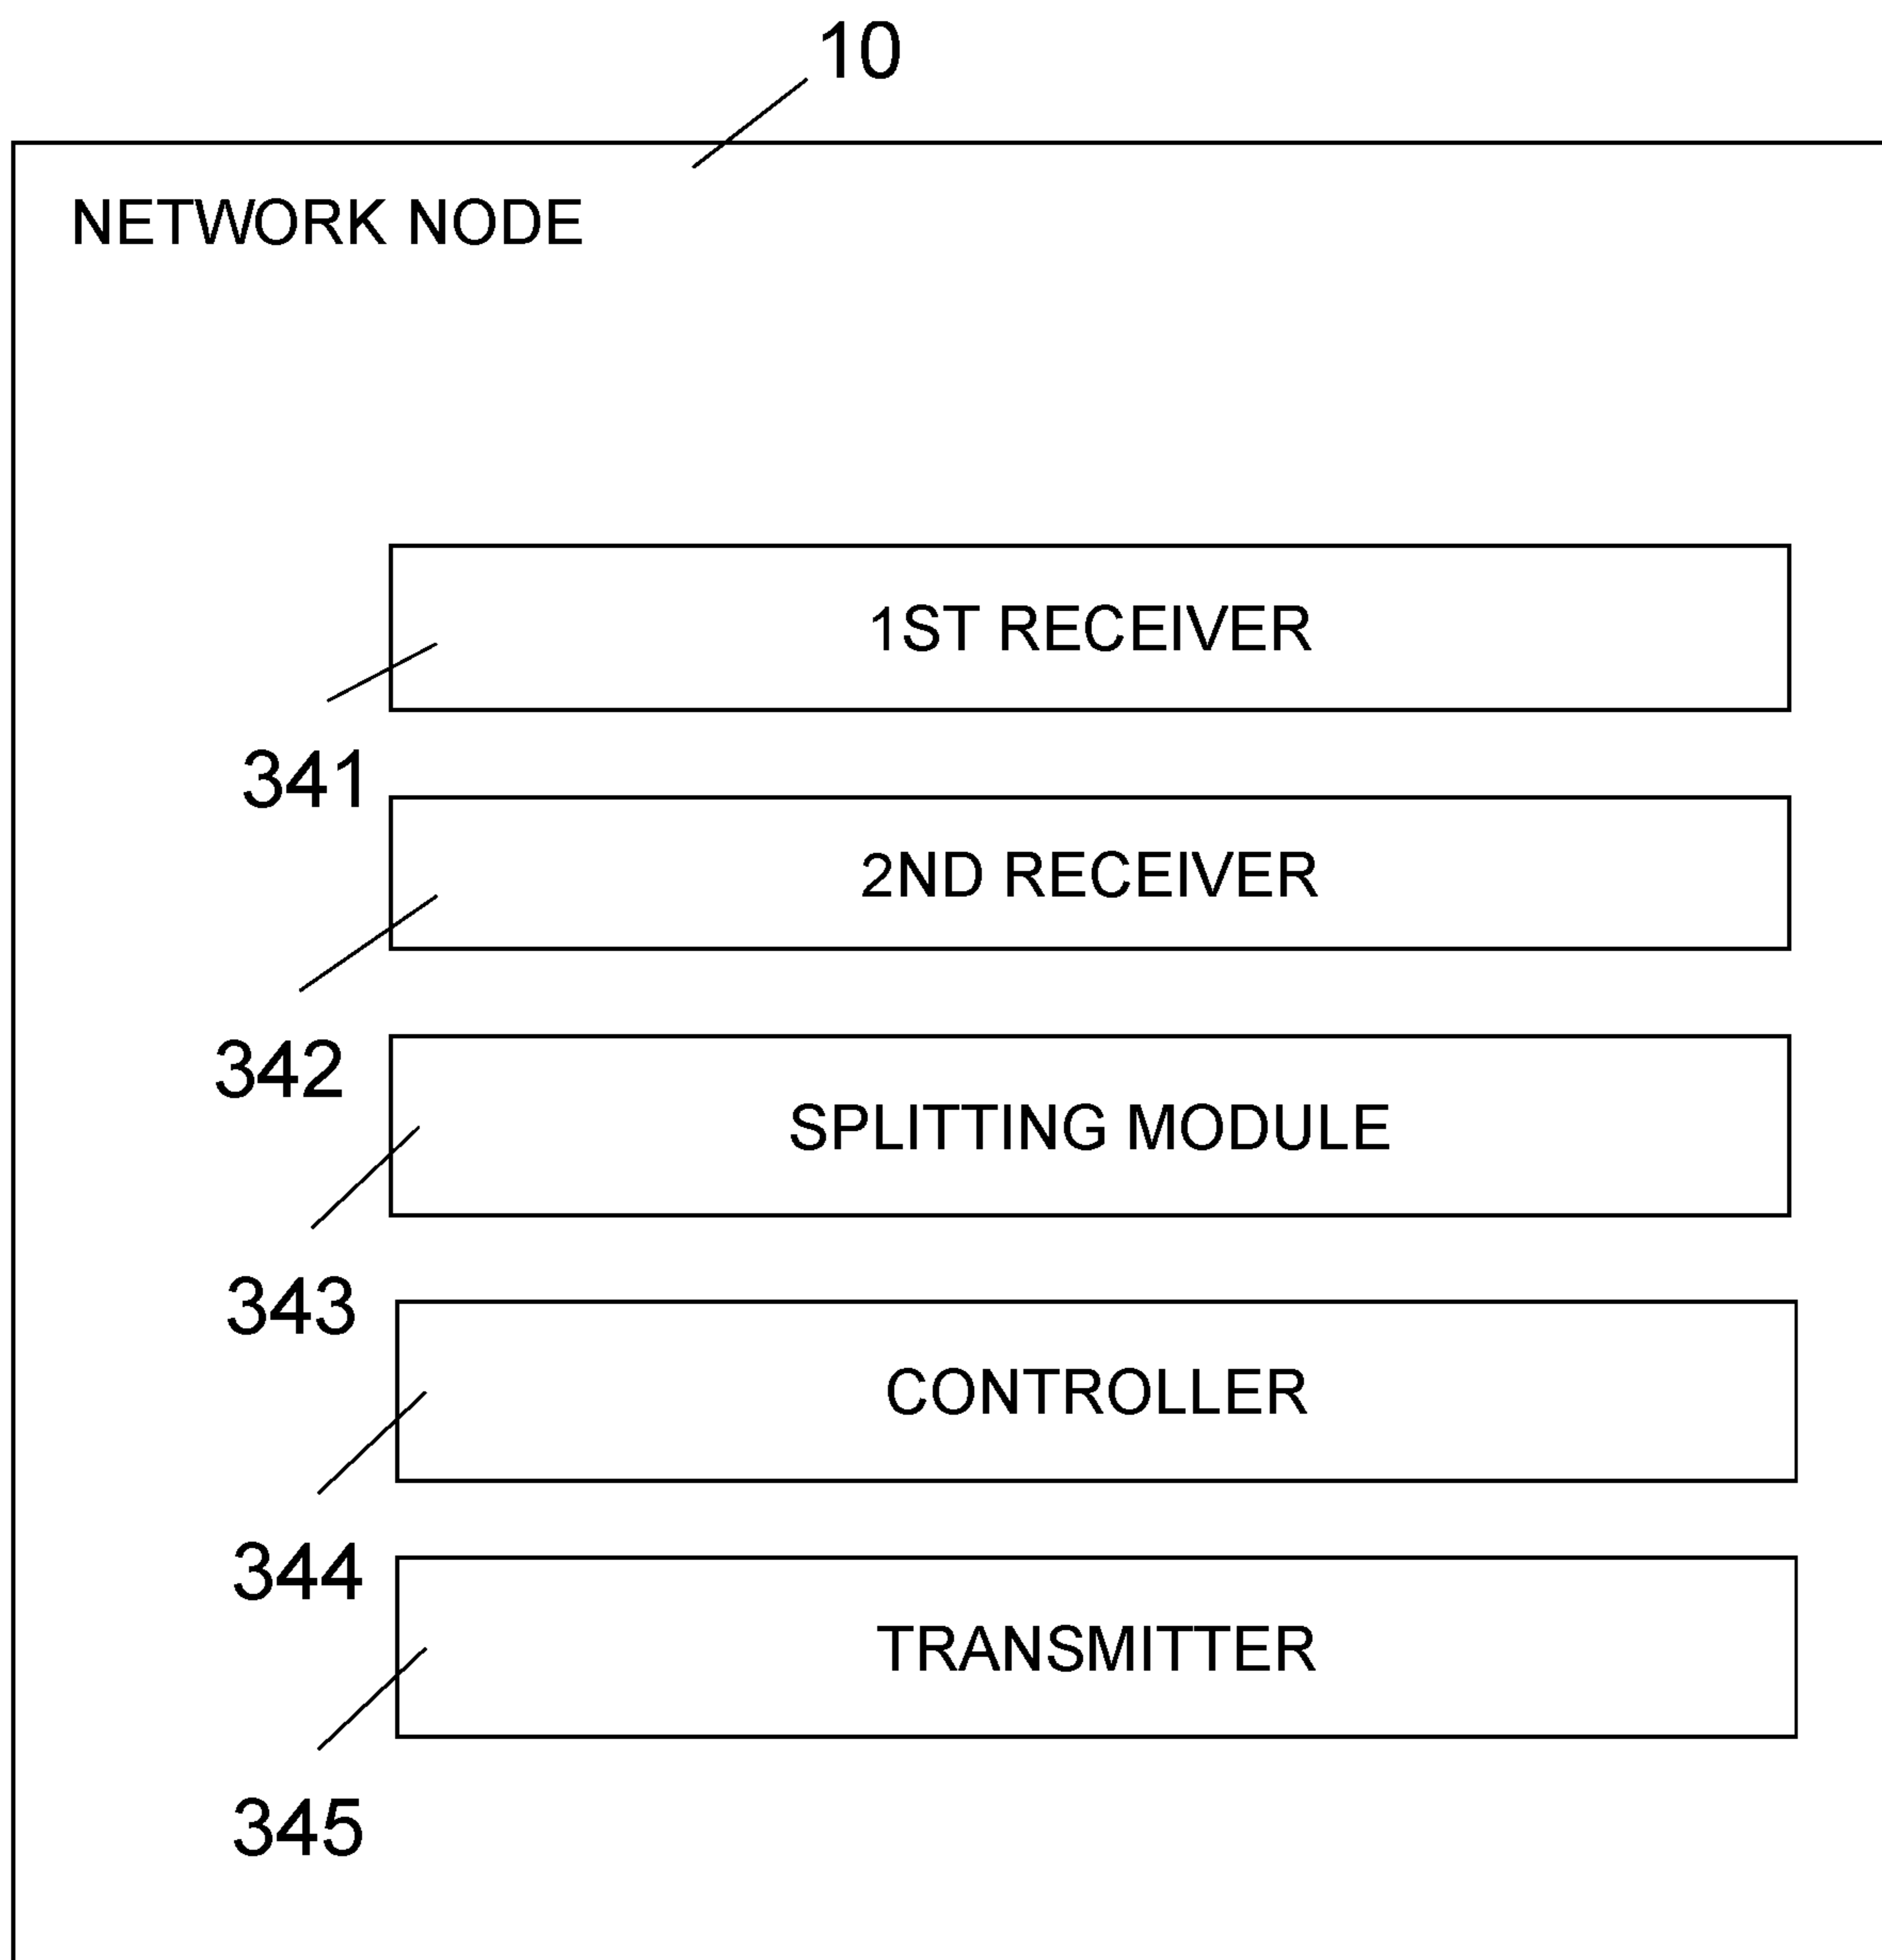 10
NETWORK NODE
1ST RECEIVER
341
2ND RECEIVER
342
SPLITTING MODULE
343
CONTROLLER
344
TRANSMITTER
345